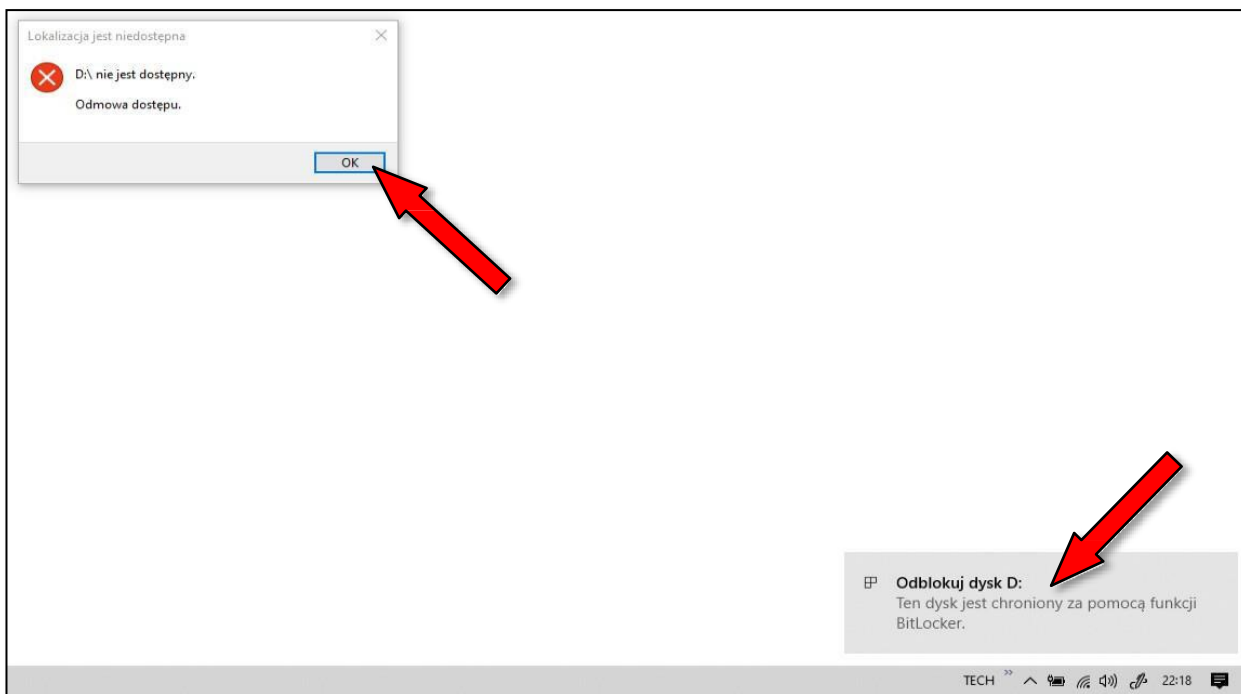 Lokalizacja jest niedostępna
D:\ nie jest dostępny.
Odmowa dostępu.
OK
Odblokuj dysk D:
Ten dysk jest chroniony za pomocą funkcji
BitLocker.
TECH 22:18